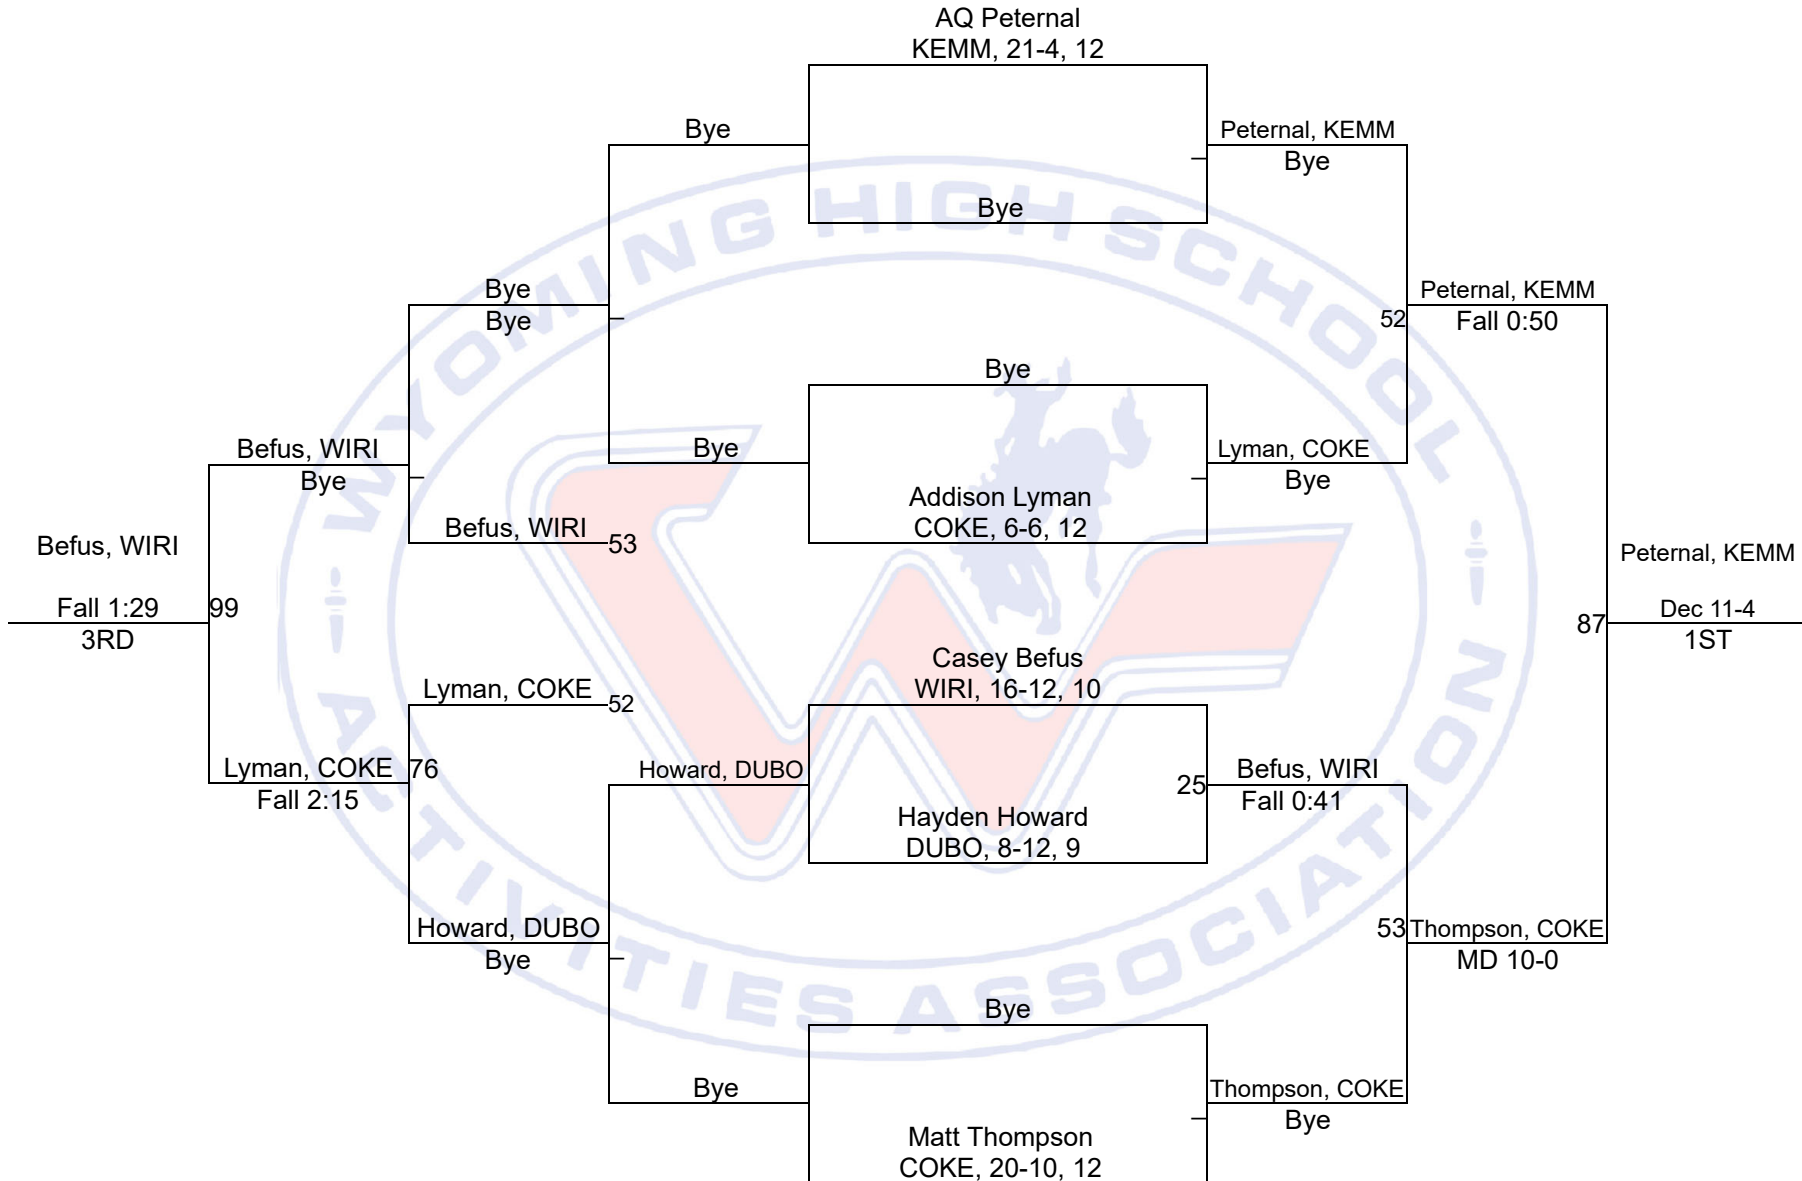 AQ Peternal
KEMM, 21-4, 12
Bye
Peternal, KEMM
Bye
Bye
Bye
Bye
Peternal, KEMM
52
Fall 0:50
Bye
Bye
Lyman, COKE
Bye
Addison Lyman
COKE, 6-6, 12
Befus, WIRI
Bye
Befus, WIRI
53
Befus, WIRI
Fall 1:29
99
3RD
Peternal, KEMM
87
Dec 11-4
1ST
Lyman, COKE
52
Casey Befus
WIRI, 16-12, 10
Howard, DUBO
25
Befus, WIRI
Fall 0:41
Hayden Howard
DUBO, 8-12, 9
Lyman, COKE
76
Fall 2:15
Howard, DUBO
Bye
53
Thompson, COKE
MD 10-0
Bye
Bye
Thompson, COKE
Bye
Matt Thompson
COKE, 20-10, 12
WYOMING HIGH SCHOOL
ACTIVITIES ASSOCIATION